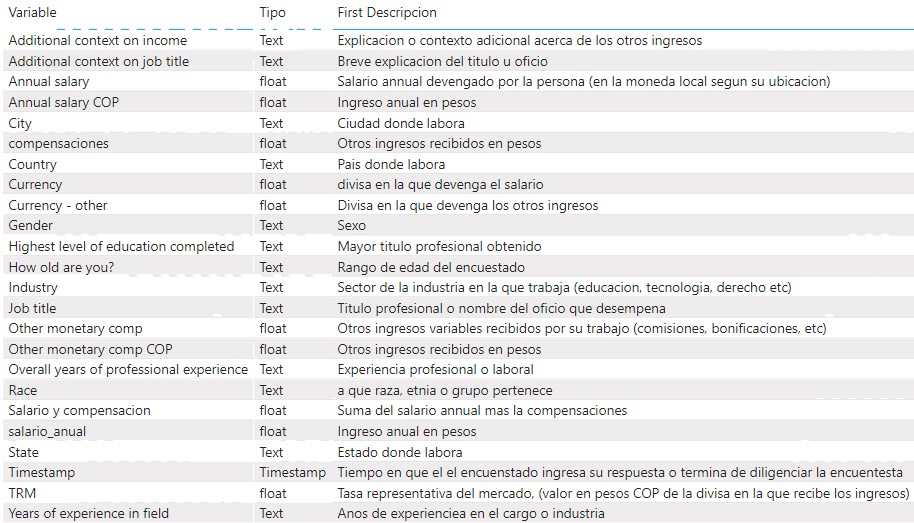 Variable Tipo First Descripcion
Additional context on income Text Explicacion o contexto adicional acerca de los otros ingresos
Additional context on job title Text Breve explicacion del titulo u oficio
Annual salary float Salario annual devengado por la persona (en la moneda local segun su ubicacion)
Annual salary COP float Ingreso anual en pesos
City Text Ciudad donde labora
compensaciones float Otros ingresos recibidos en pesos
Country Text Pais donde labora
Currency float divisa en la que devenga el salario
Currency - other float Divisa en la que devenga los otros ingresos
Gender Text Sexo
Highest level of education completed Text Mayor titulo profesional obtenido
How old are you? Text Rango de edad del encuestado
Industry Text Sector de la industria en la que trabaja (educacion, tecnologia, derecho etc)
Job title Text Titulo profesional o nombre del oficio que desempena
Other monetary comp float Otros ingresos variables recibidos por su trabajo (comisiones, bonificaciones, etc)
Other monetary comp COP float Otros ingresos recibidos en pesos
Overall years of professional experience Text Experiencia profesional o laboral
Race Text a que raza, etnia o grupo pertenece
Salario y compensacion float Suma del salario annual mas la compensaciones
salario_anual float Ingreso anual en pesos
State Text Estado donde labora
Timestamp Timestamp Tiempo en que el el encuenstado ingresa su respuesta o termina de diligenciar la encuentesta
TRM float Tasa representativa del mercado, (valor en pesos COP de la divisa en la que recibe los ingresos)
Years of experience in field Text Anos de experienciea en el cargo o industria